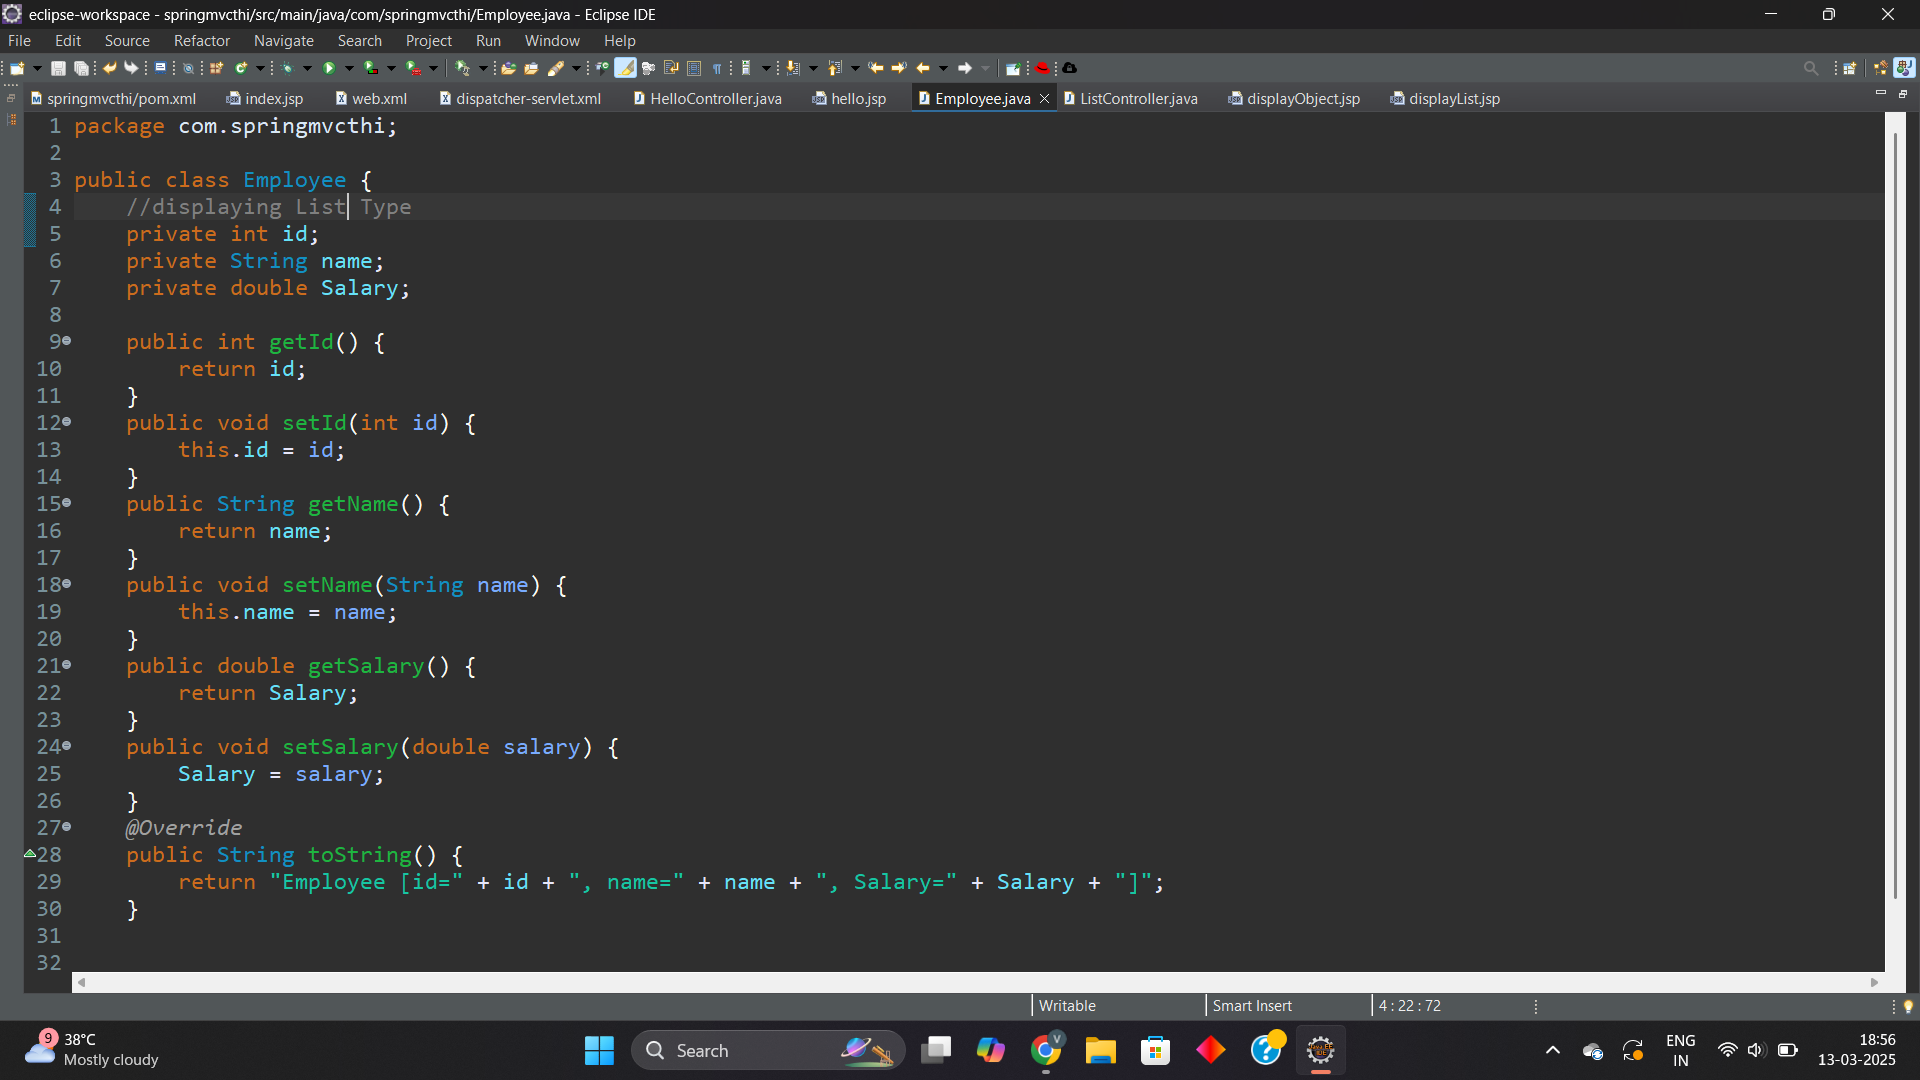 eclipse-workspace - springmvcthi/src/main/java/com/springmvcthi/Employee.java - Eclipse IDE
File Edit Source Refactor Navigate Search Project Run Window Help
springmvcthi/pom.xml index.jsp web.xml dispatcher-servlet.xml HelloController.java hello.jsp Employee.java ListController.java displayObject.jsp displayList.jsp
1 package com.springmvcthi;
2
3 public class Employee {
4 //displaying List Type
5 private int id;
6 private String name;
7 private double Salary;
8
9 public int getId() {
10 return id;
11 }
12 public void setId(int id) {
13 this.id = id;
14 }
15 public String getName() {
16 return name;
17 }
18 public void setName(String name) {
19 this.name = name;
20 }
21 public double getSalary() {
22 return Salary;
23 }
24 public void setSalary(double salary) {
25 Salary = salary;
26 }
27 @Override
28 public String toString() {
29 return "Employee [id=" + id + ", name=" + name + ", Salary=" + Salary + "]";
30 }
31
32
Writable Smart Insert 4 : 22 : 72
9 38°C
Mostly cloudy
Search
V
ENG
IN
18:56
13-03-2025